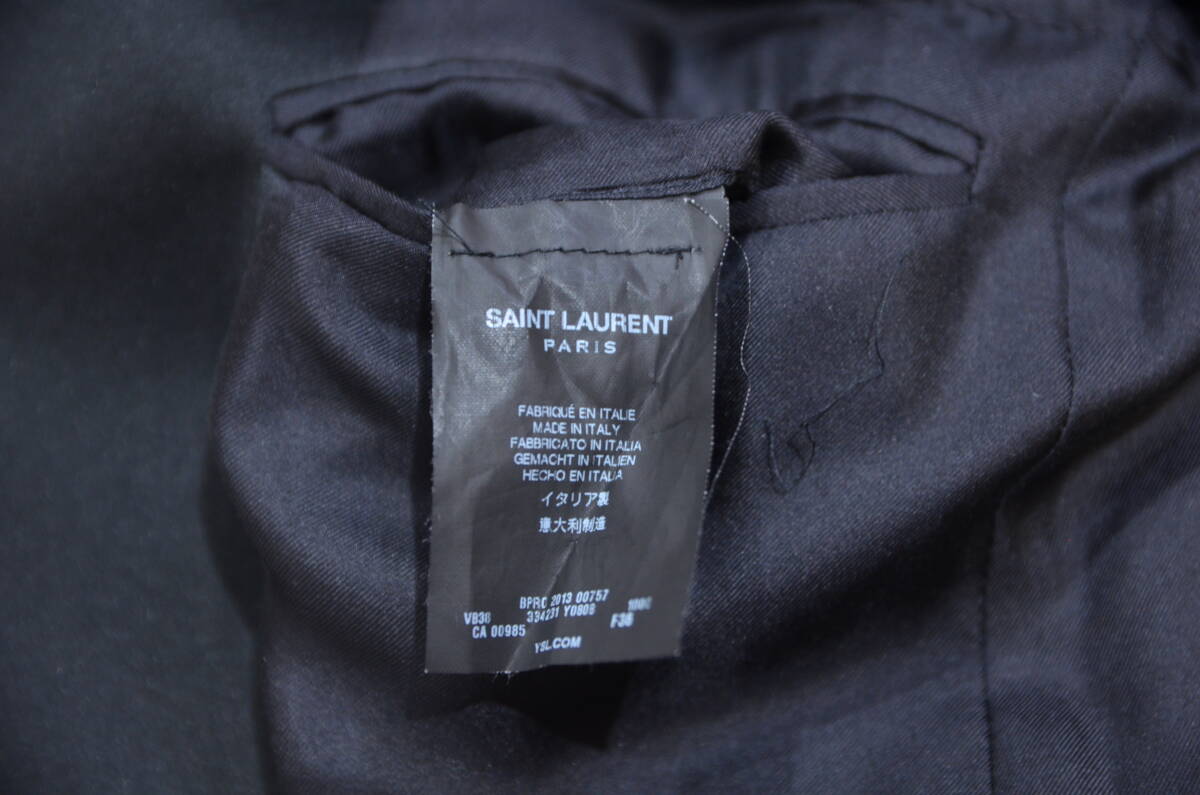 SAINT LAURENT
PARIS
FABRIQUÉ EN ITALIE
MADE IN ITALY
FABBRICATO IN ITALIA
GEMACHT IN ITALIEN
HECHO EN ITALIA
イタリア製
意大利制造
BPRC 2013 00757
VB36 334231 Y0808 1000
CA 00985 F36
YSL.COM